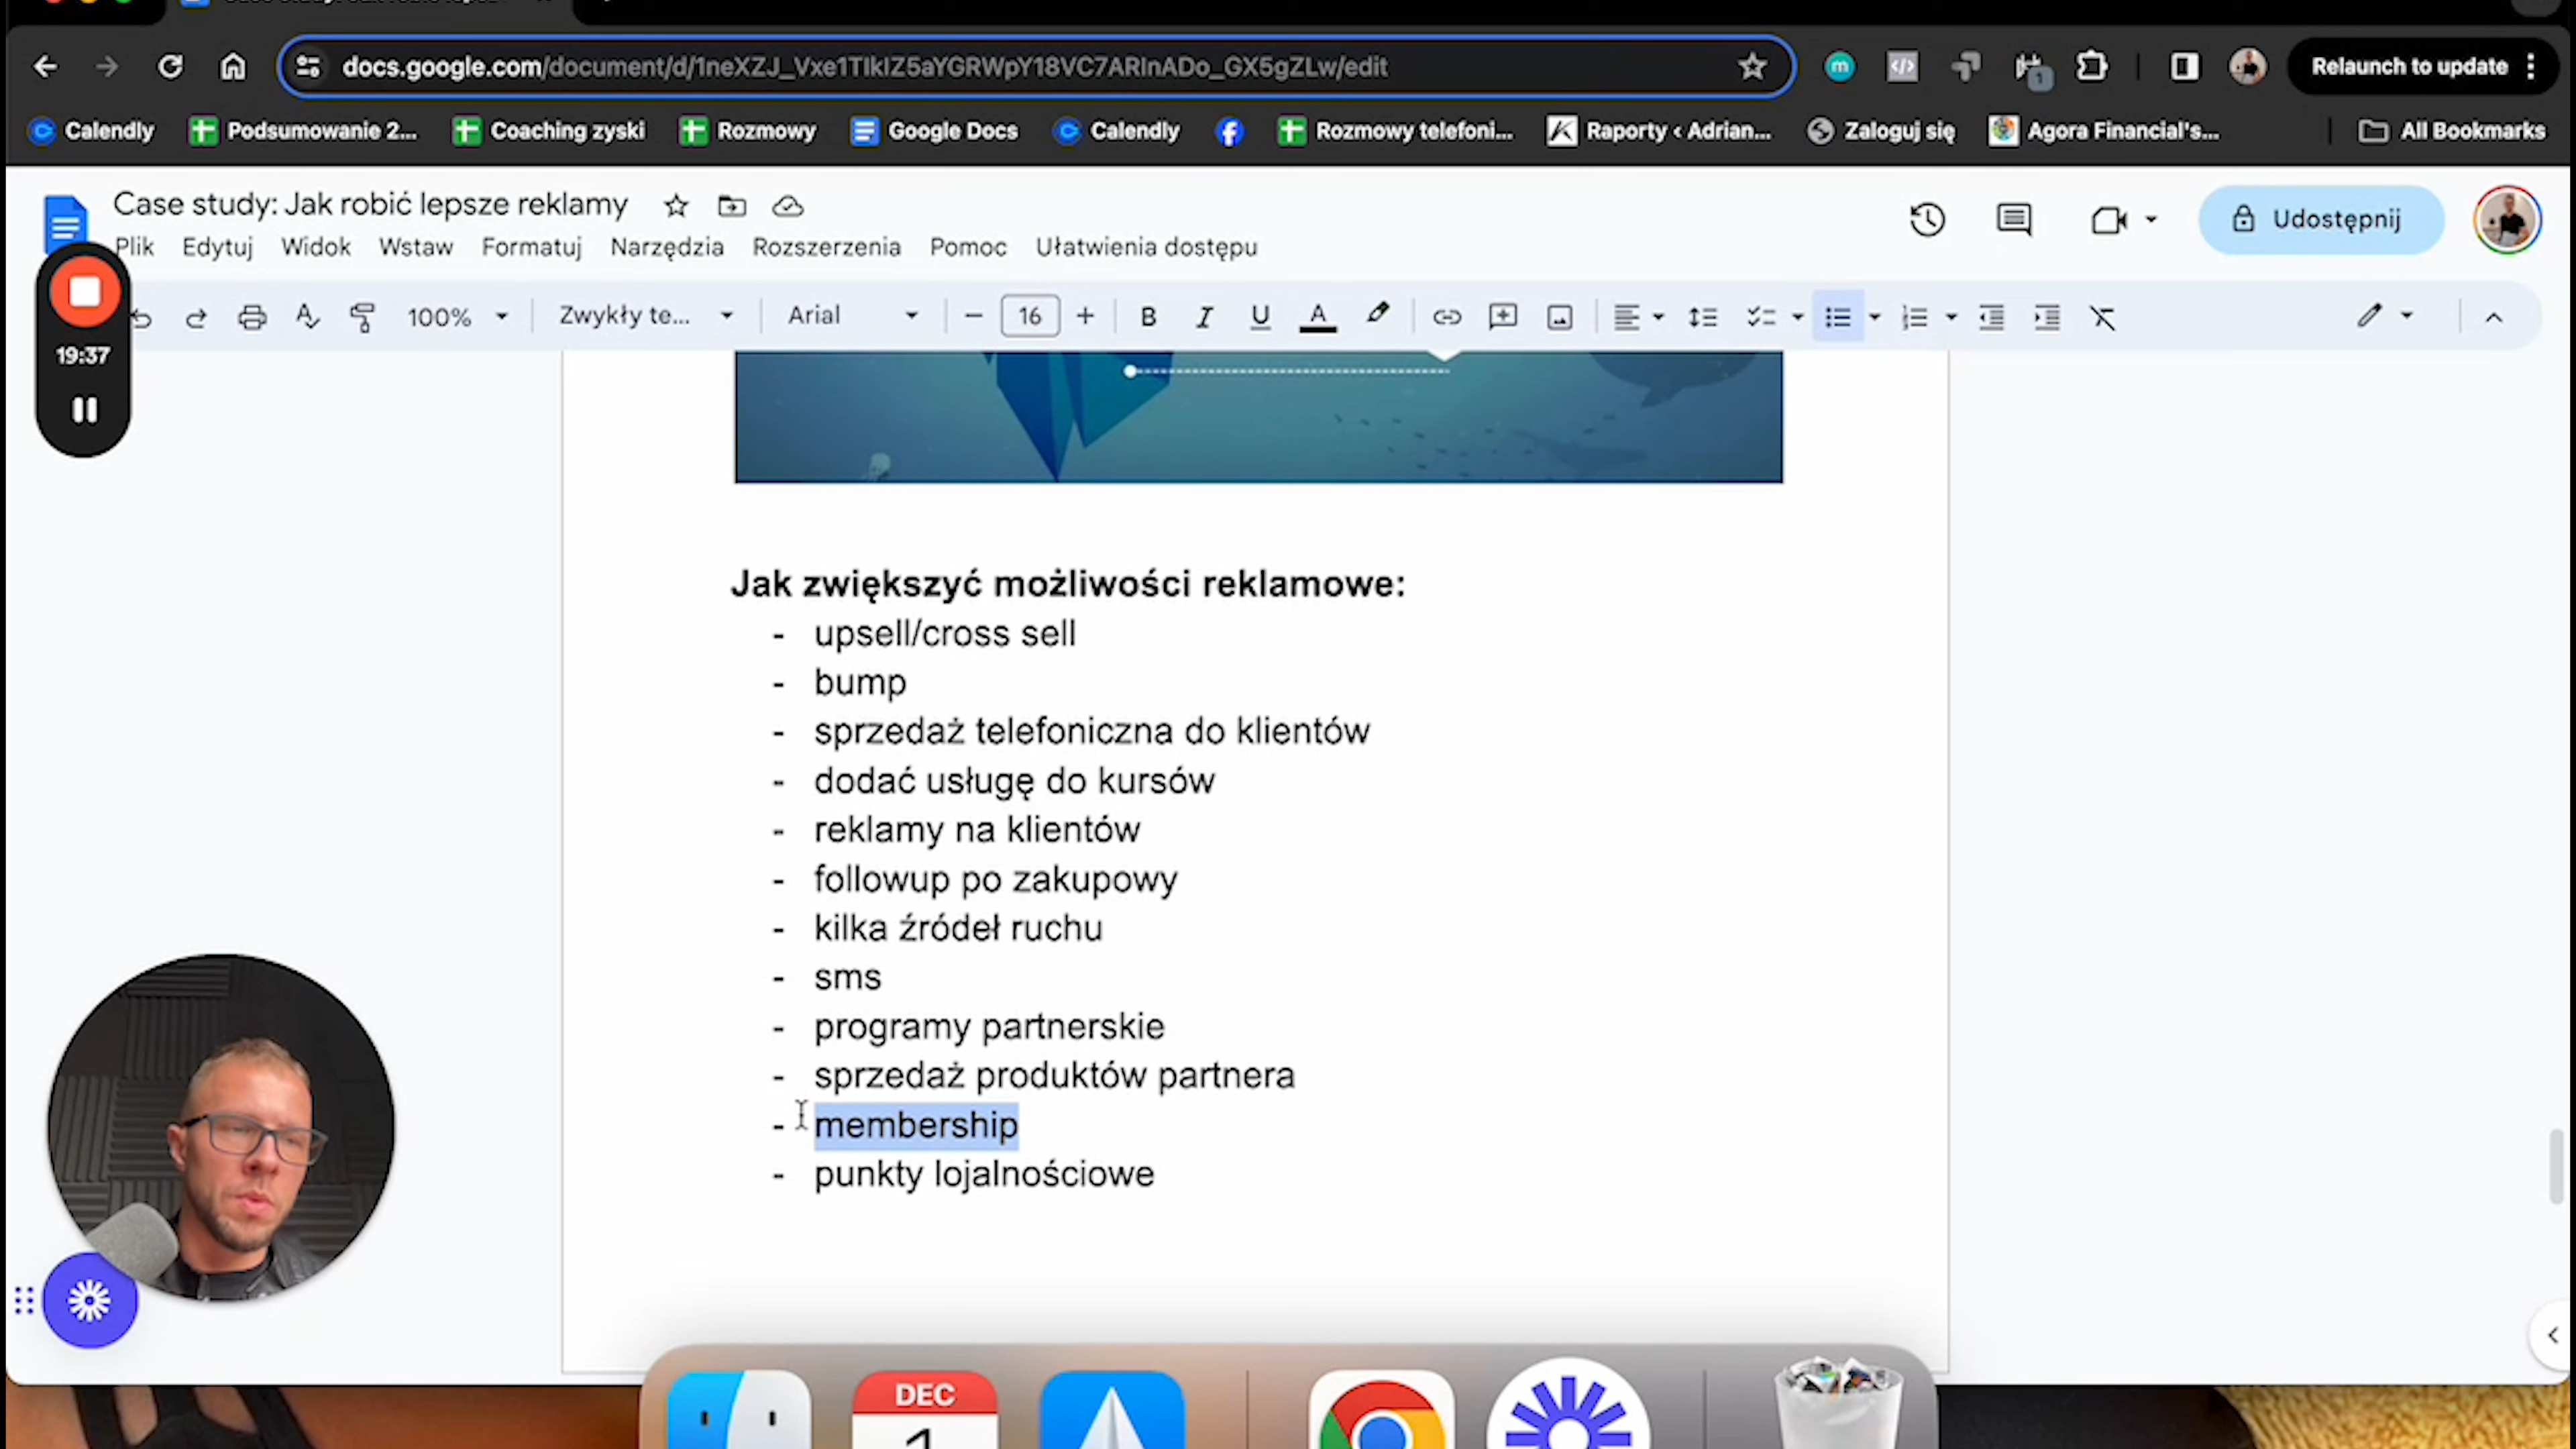 docs.google.com/document/d/1neXZJ_Vxe1TIkIZ5aYGRWpY18VC7ARInADo_GX5gZLw/edit
Relaunch to update
Calendly
Podsumowanie 2...
Coaching zyski
Rozmowy
Google Docs
Calendly
Rozmowy telefoni...
Raporty ‹ Adrian...
Zaloguj się
Agora Financial's...
All Bookmarks
Case study: Jak robić lepsze reklamy
Plik Edytuj Widok Wstaw Formatuj Narzędzia Rozszerzenia Pomoc Ułatwienia dostępu
Udostępnij
100% Zwykły te... Arial 16
19:37
Jak zwiększyć możliwości reklamowe:
- upsell/cross sell
- bump
- sprzedaż telefoniczna do klientów
- dodać usługę do kursów
- reklamy na klientów
- followup po zakupowy
- kilka źródeł ruchu
- sms
- programy partnerskie
- sprzedaż produktów partnera
- membership
- punkty lojalnościowe
DEC